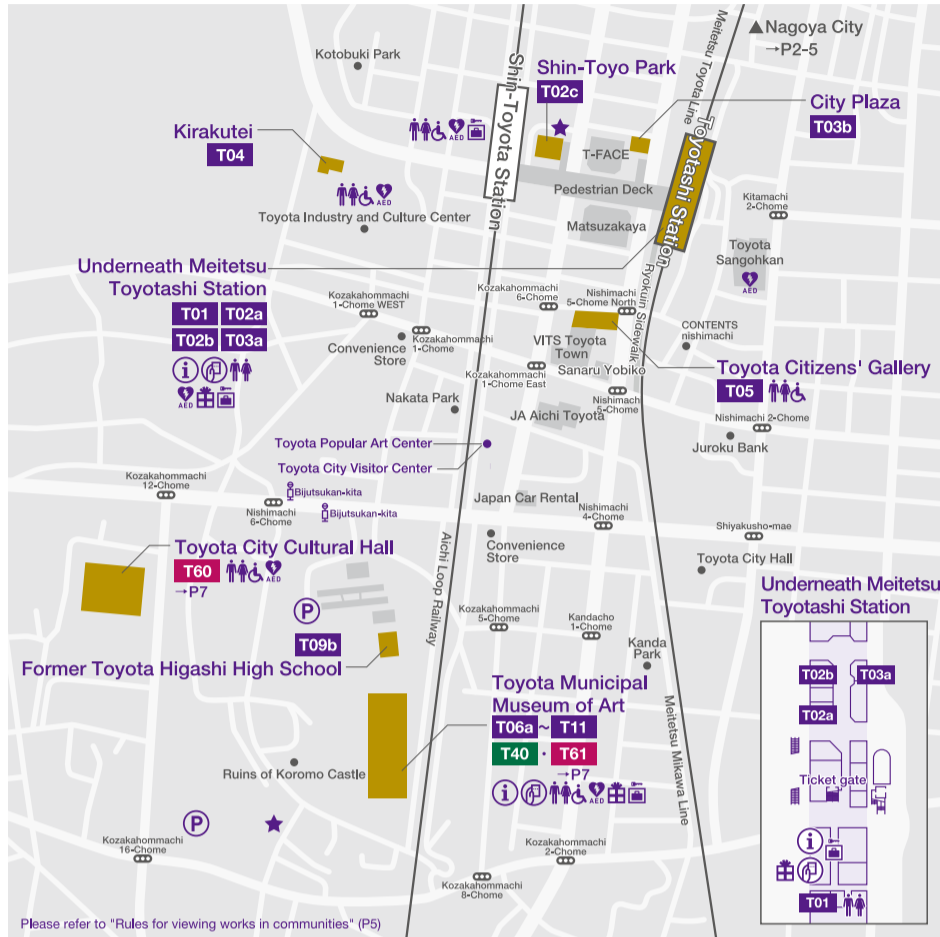 ▲Nagoya City
→P2-5
Meitetsu Toyota Line
Kotobuki Park
Shin-Toyota Station
Shin-Toyo Park
T02c
City Plaza
T03b
Kirakutei
T04
AED
T-FACE
Toyotashi Station
Pedestrian Deck
AED
Toyota Industry and Culture Center
Matsuzakaya
Kitamachi
2-Chome
Toyota
Sangohkan
AED
Underneath Meitetsu
Toyotashi Station
T01 T02a
T02b T03a
AED
Kozakahommachi
1-Chome WEST
Kozakahommachi
6-Chome
Nishimachi
5-Chome North
Ryokuin Sidewalk
Convenience
Store
Kozakahommachi
1-Chome
VITS Toyota
Town
CONTENTS
nishimachi
Kozakahommachi
1-Chome East
Sanaru Yobiko
Toyota Citizens' Gallery
T05
Nakata Park
Nishimachi
5-Chome
JA Aichi Toyota
Nishimachi 2-Chome
Juroku Bank
Toyota Popular Art Center
Toyota City Visitor Center
Kozakahommachi
12-Chome
Bijutsukan-kita
Bijutsukan-kita
Nishimachi
6-Chome
Japan Car Rental
Nishimachi
4-Chome
Shiyakusho-mae
Toyota City Cultural Hall
T60
AED
→P7
Aichi Loop Railway
Convenience
Store
Toyota City Hall
P
T09b
Former Toyota Higashi High School
Kozakahommachi
5-Chome
Kandacho
1-Chome
Kanda
Park
Meitetsu Mikawa Line
Toyota Municipal
Museum of Art
T06a ~ T11
T40 · T61
→P7
AED
Ruins of Koromo Castle
P
Kozakahommachi
16-Chome
Kozakahommachi
2-Chome
Kozakahommachi
8-Chome
Underneath Meitetsu
Toyotashi Station
T02b T03a
T02a
Ticket gate
T01
Please refer to "Rules for viewing works in communities" (P5)